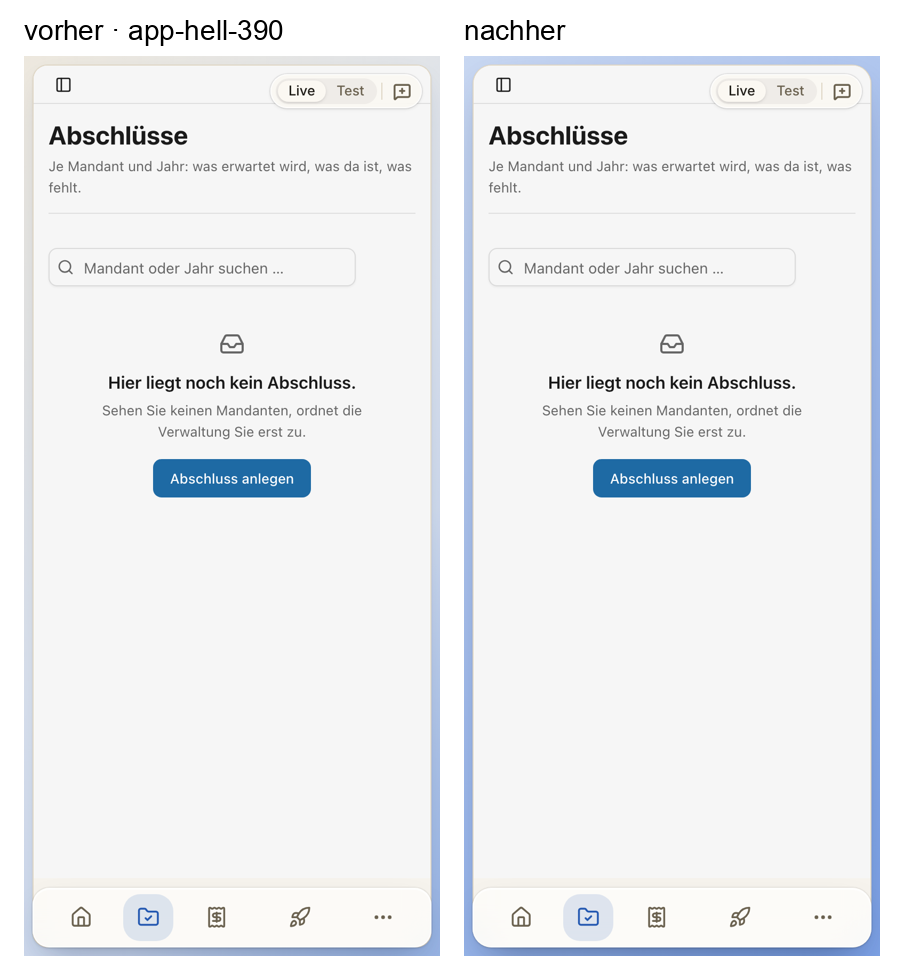 vorher · app-hell-390
Live Test
Abschlüsse
Je Mandant und Jahr: was erwartet wird, was da ist, was
fehlt.
Mandant oder Jahr suchen ...
Hier liegt noch kein Abschluss.
Sehen Sie keinen Mandanten, ordnet die
Verwaltung Sie erst zu.
Abschluss anlegen
nachher
Live Test
Abschlüsse
Je Mandant und Jahr: was erwartet wird, was da ist, was
fehlt.
Mandant oder Jahr suchen ...
Hier liegt noch kein Abschluss.
Sehen Sie keinen Mandanten, ordnet die
Verwaltung Sie erst zu.
Abschluss anlegen